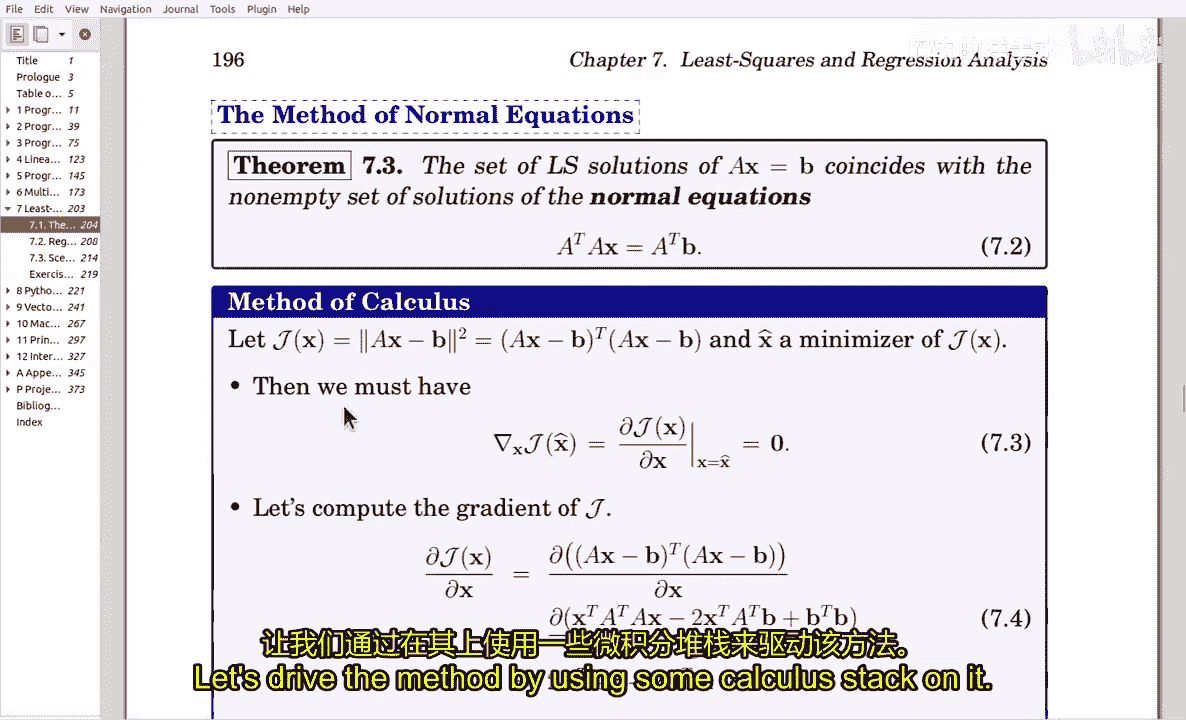 File Edit View Navigation Journal Tools Plugin Help
Title 1
Prologue 3
Table o... 5
1 Progr... 11
2 Progr... 39
3 Progr... 75
4 Linea... 123
5 Progr... 145
6 Multi... 173
7 Least-... 203
7.1. The... 204
7.2. Reg... 208
7.3. Sce... 214
Exercis... 219
8 Pytho... 221
9 Vecto... 241
10 Mac... 267
11 Prin... 297
12 Inter... 327
A Appe... 345
P Proje... 373
Bibliog...
Index
196 Chapter 7. Least-Squares and Regression Analysis
The Method of Normal Equations
Theorem 7.3. The set of LS solutions of Ax = b coincides with the
nonempty set of solutions of the normal equations
AᵀAx = Aᵀb. (7.2)
Method of Calculus
Let 𝒥(x) = ‖Ax − b‖² = (Ax − b)ᵀ(Ax − b) and x̂ a minimizer of 𝒥(x).
• Then we must have
∇ₓ𝒥(x̂) = ∂𝒥(x)/∂x |ₓ₌ₓ̂ = 0. (7.3)
• Let's compute the gradient of 𝒥.
∂𝒥(x)/∂x = ∂((Ax − b)ᵀ(Ax − b))/∂x
∂(xᵀAᵀAx − 2xᵀAᵀb + bᵀb) (7.4)
让我们通过在其上使用一些微积分堆栈来驱动该方法。
Let's drive the method by using some calculus stack on it.